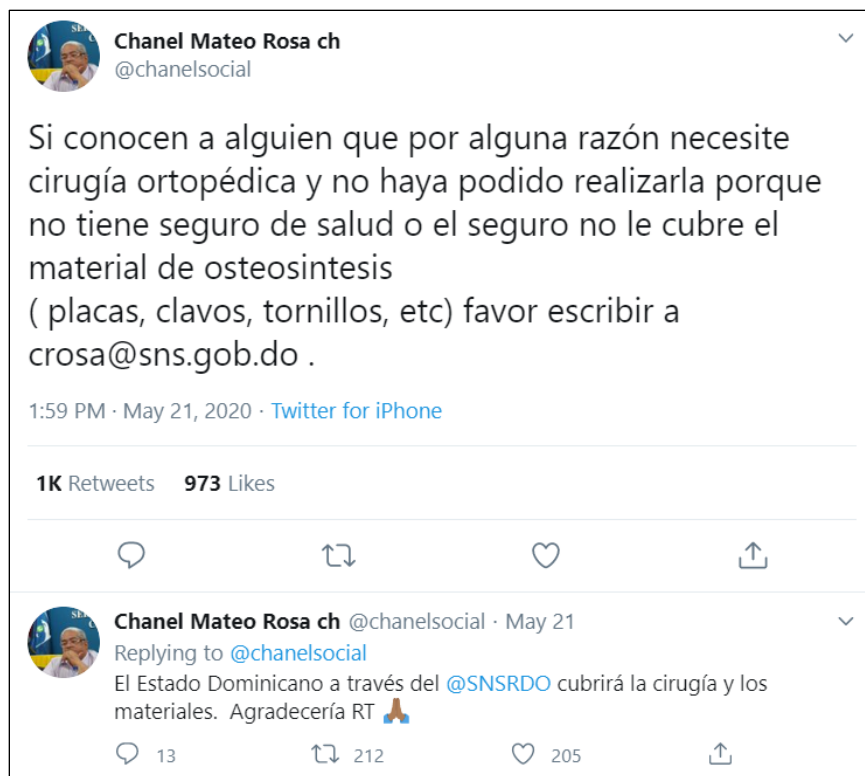 Chanel Mateo Rosa ch
@chanelsocial
Si conocen a alguien que por alguna razón necesite
cirugía ortopédica y no haya podido realizarla porque
no tiene seguro de salud o el seguro no le cubre el
material de osteosintesis
( placas, clavos, tornillos, etc) favor escribir a
crosa@sns.gob.do .
1:59 PM · May 21, 2020 · Twitter for iPhone
1K Retweets 973 Likes
Chanel Mateo Rosa ch @chanelsocial · May 21
Replying to @chanelsocial
El Estado Dominicano a través del @SNSRDO cubrirá la cirugía y los
materiales. Agradecería RT 🙏🏾
13 212 205